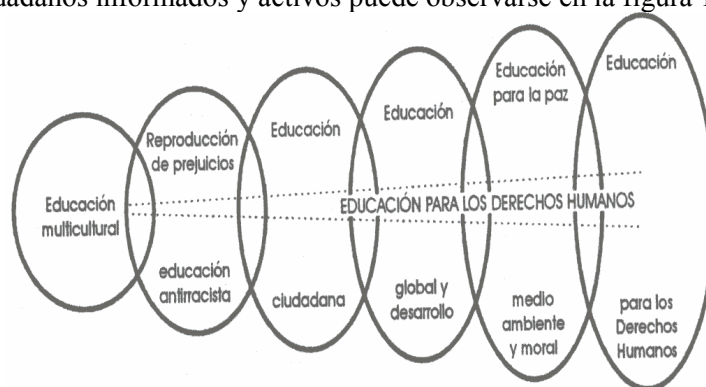 ciudadanos informados y activos puede observarse en la figura 1
Educación
multicultural
Reproducción
de prejuicios
educación
antirracista
Educación
ciudadana
Educación
global y
desarrollo
Educación
para la paz
medio
ambiente
y moral
Educación
para los
Derechos
Humanos
EDUCACIÓN PARA LOS DERECHOS HUMANOS